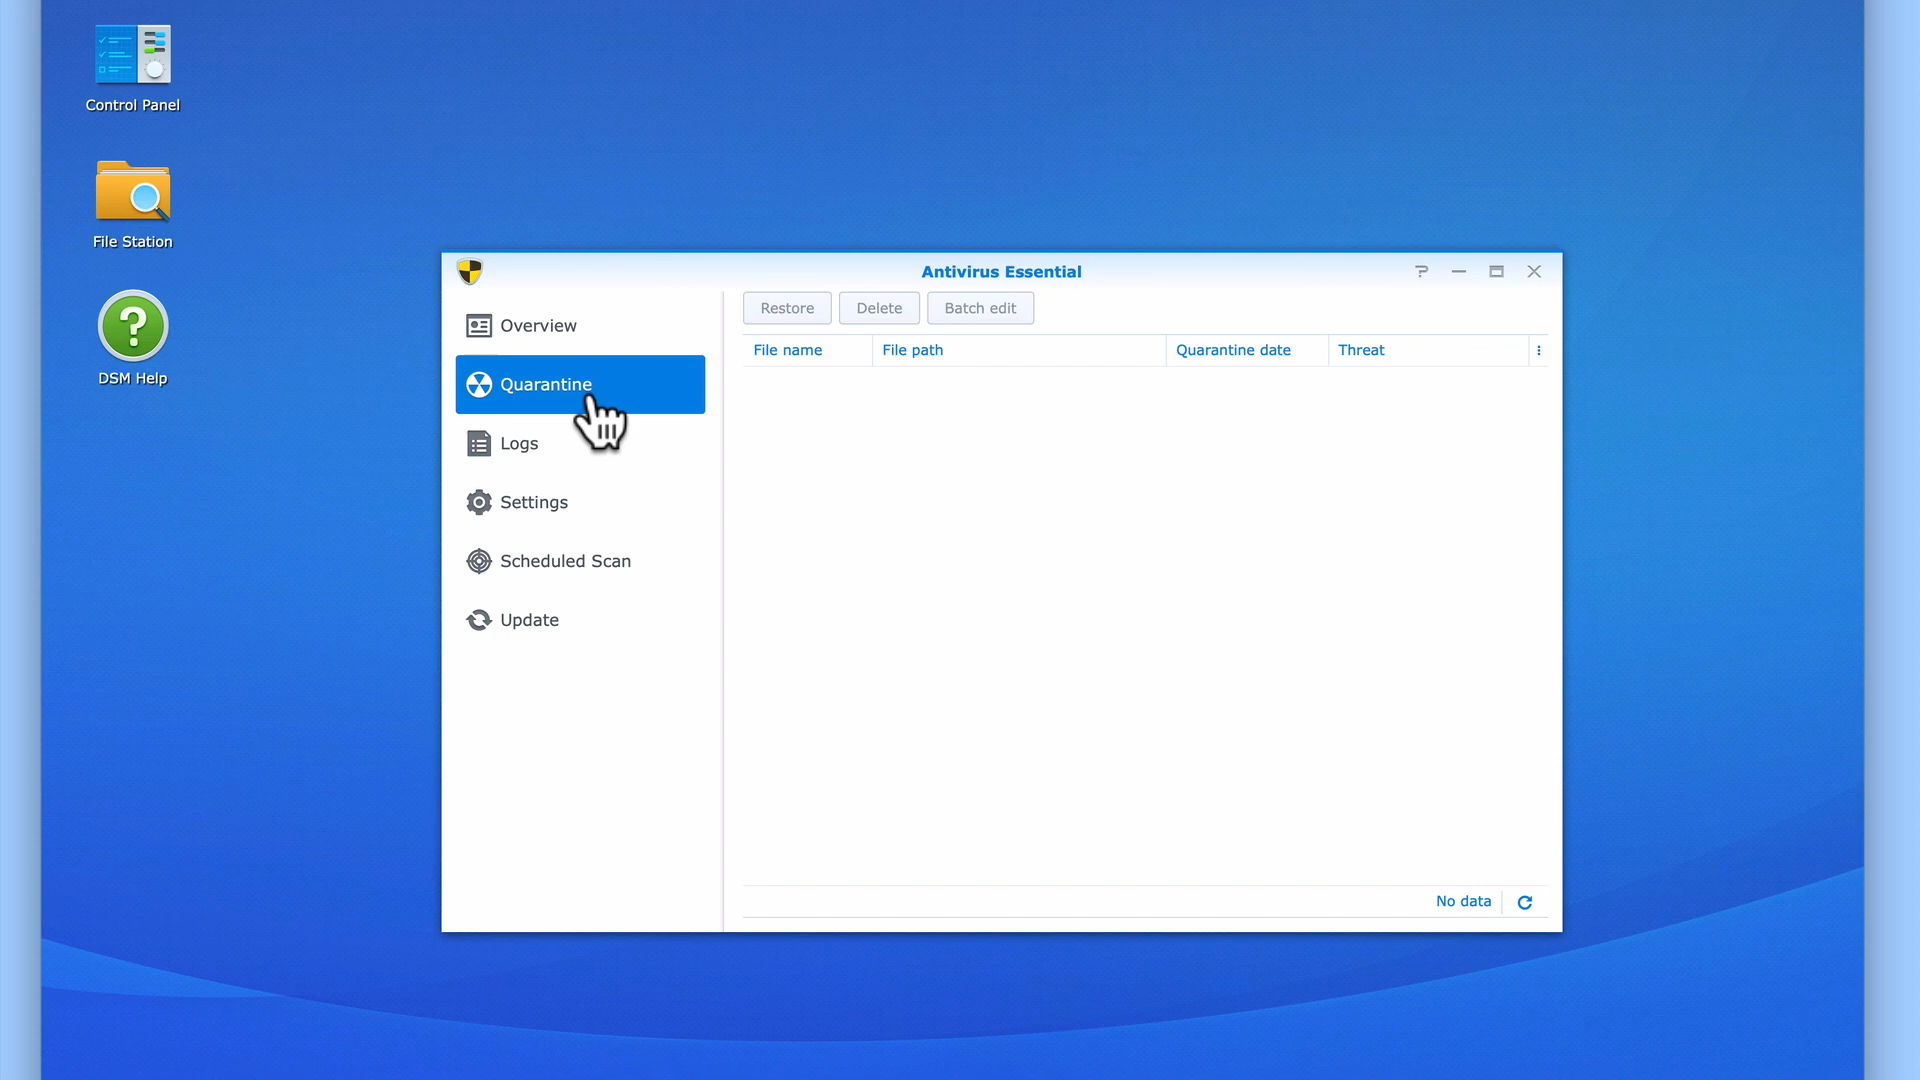 Control Panel
File Station
DSM Help
Antivirus Essential
Overview
Quarantine
Logs
Settings
Scheduled Scan
Update
Restore Delete Batch edit
File name File path Quarantine date Threat
No data